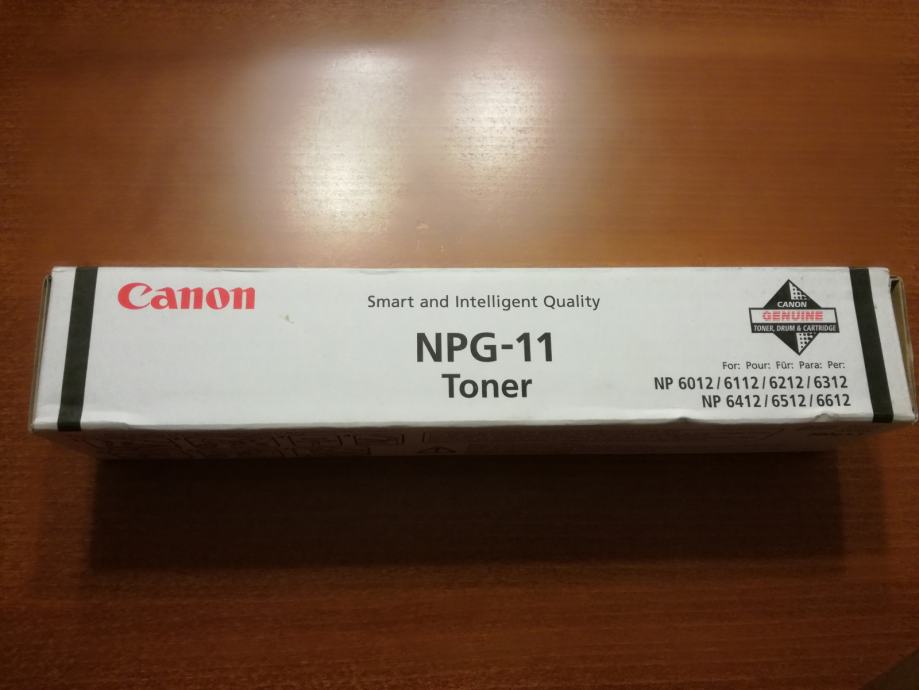 Canon
Smart and Intelligent Quality
NPG-11
Toner
CANON
GENUINE
TONER, DRUM & CARTRIDGE
For: Pour: Für: Para: Per:
NP 6012/6112/6212/6312
NP 6412/6512/6612